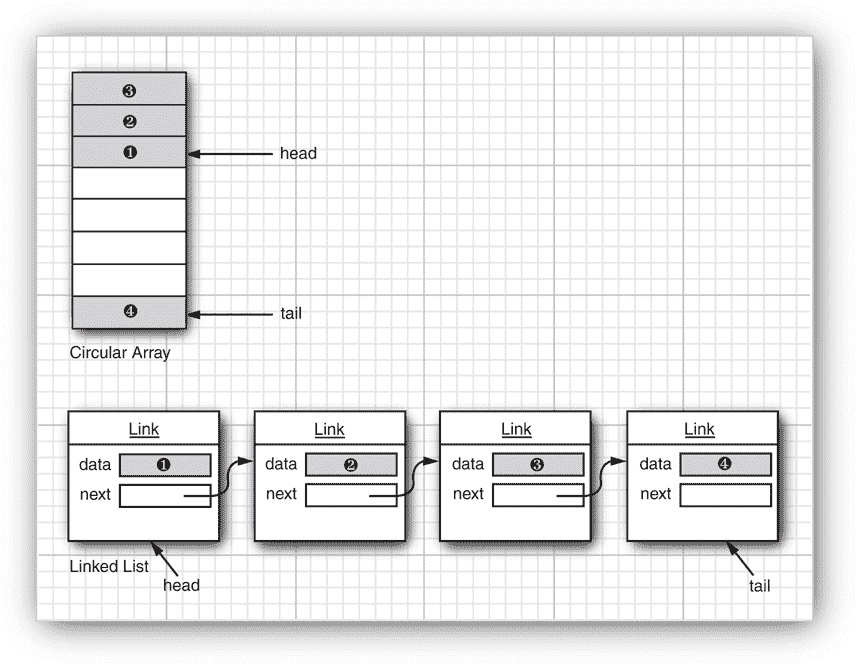 ❸
❷
❶ head
❹ tail
Circular Array
Link Link Link Link
data ❶ data ❷ data ❸ data ❹
next next next next
Linked List
head tail